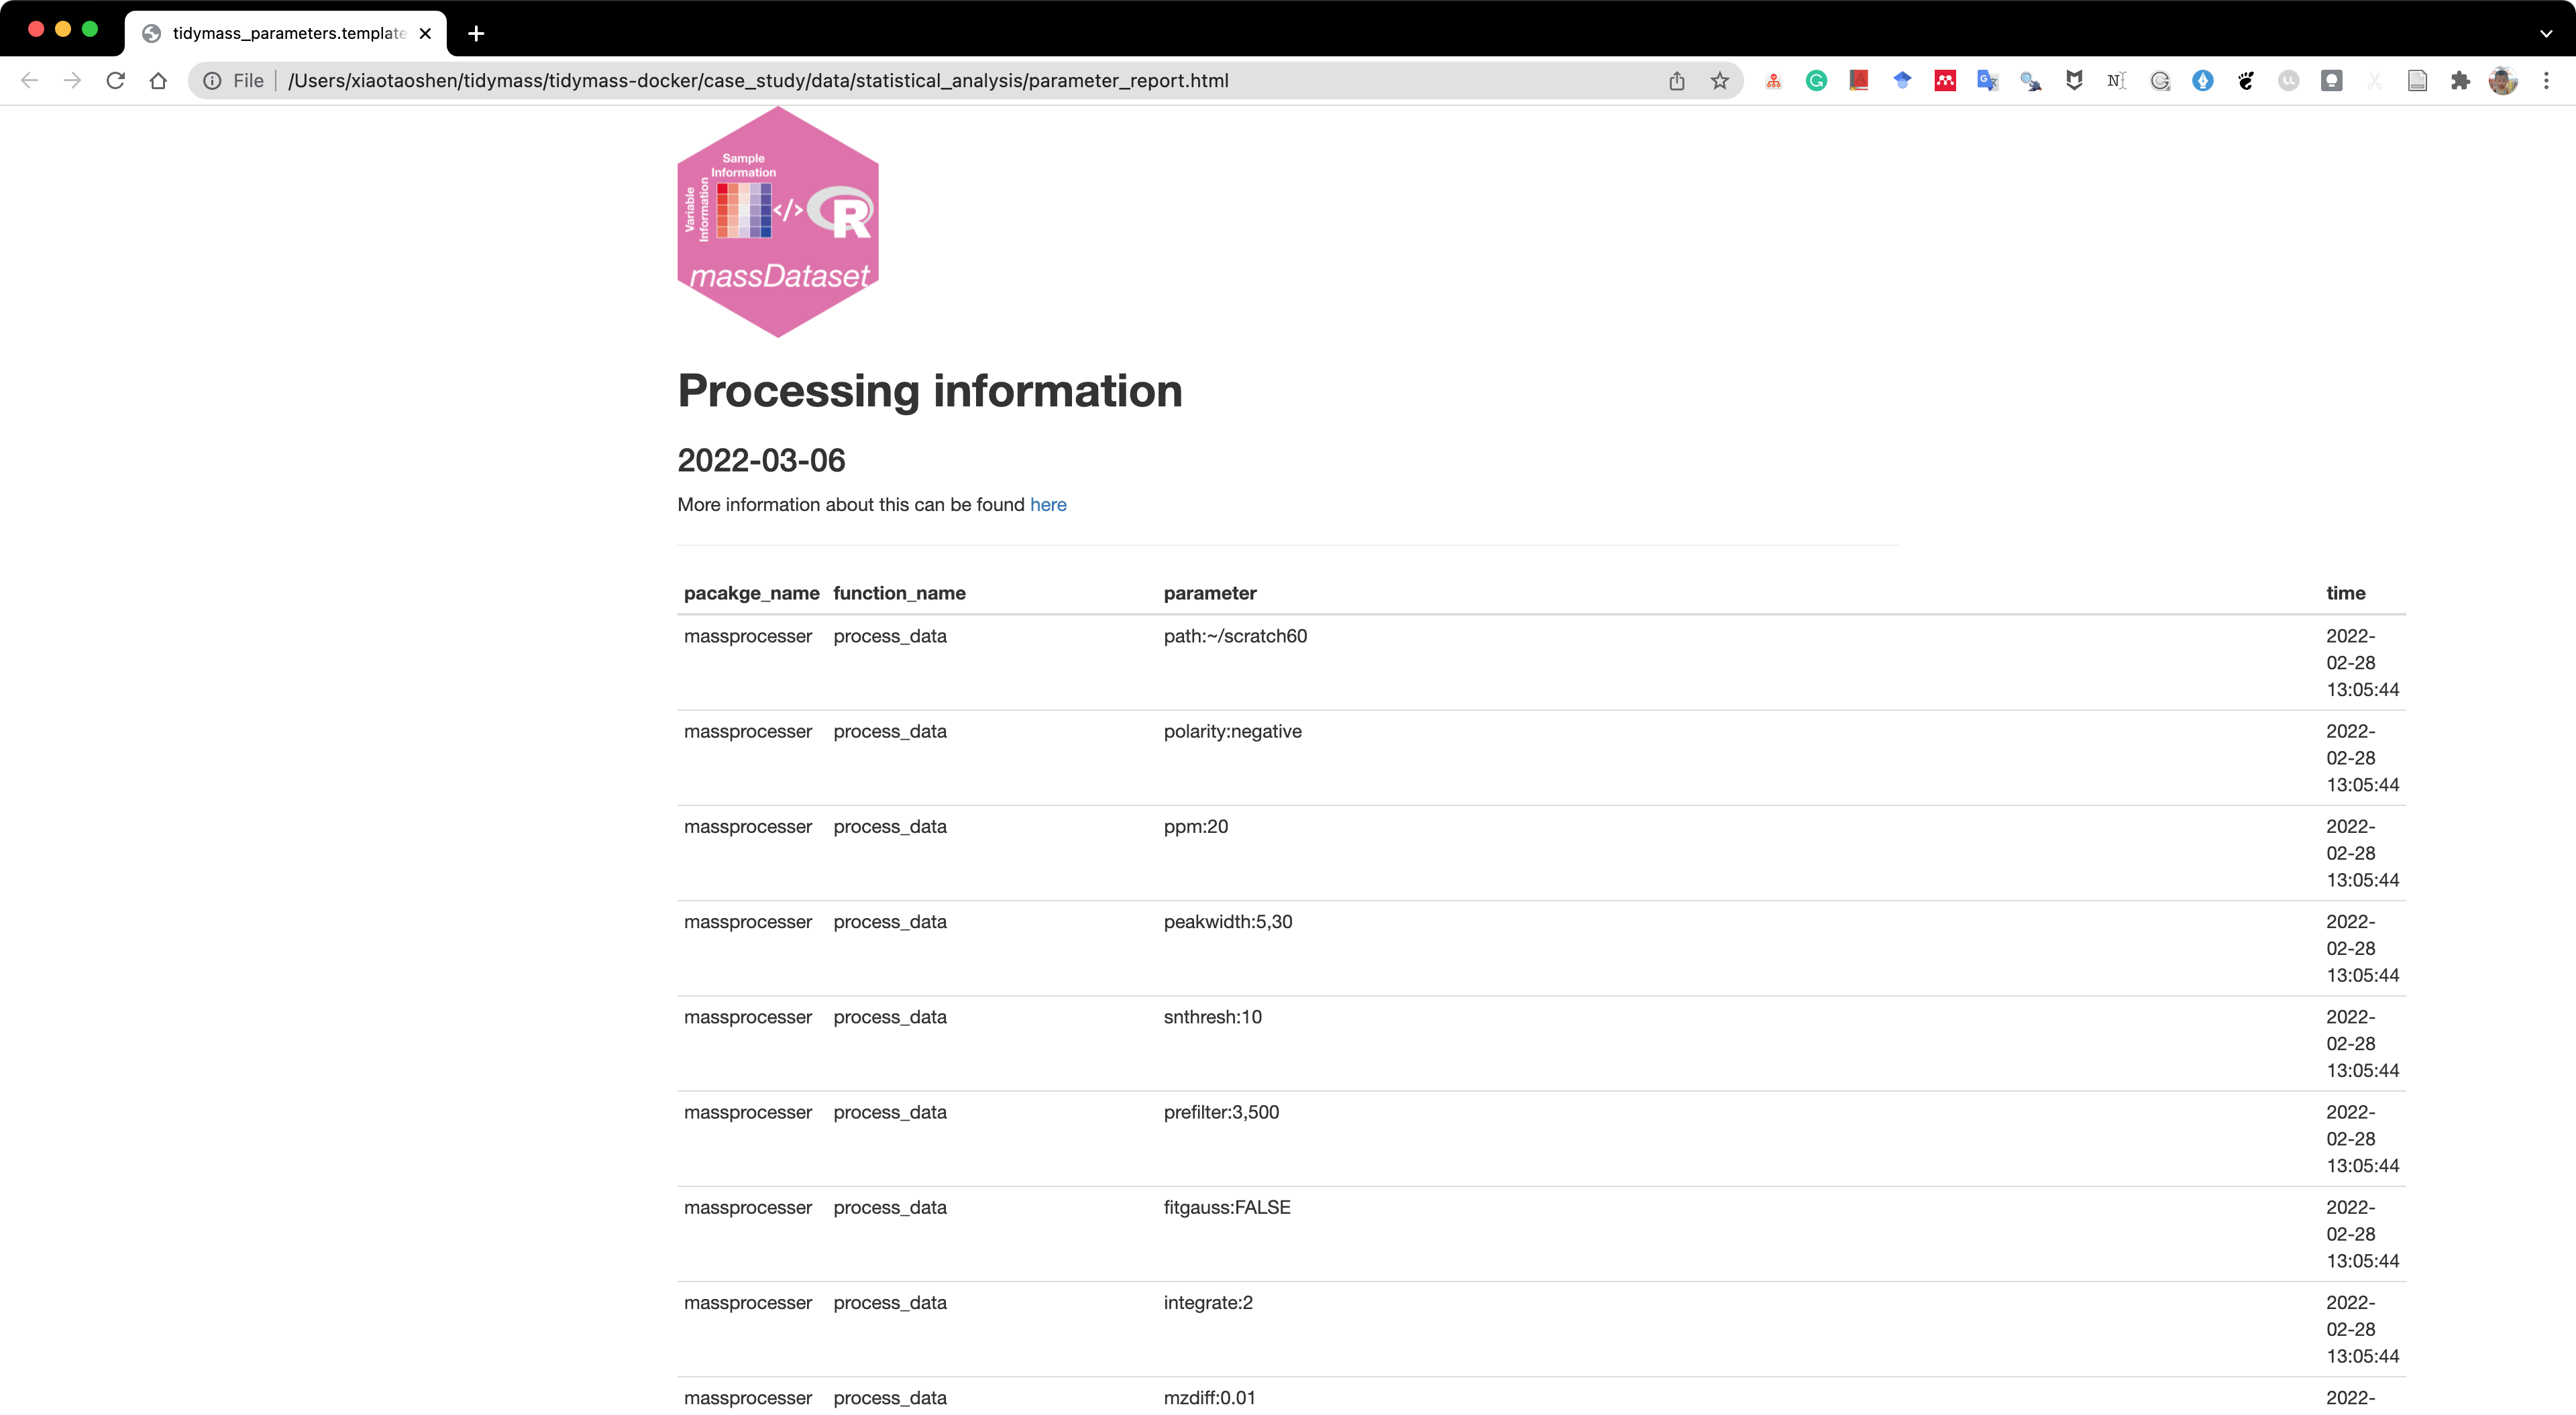 tidymass_parameters.template
File /Users/xiaotaoshen/tidymass/tidymass-docker/case_study/data/statistical_analysis/parameter_report.html
Sample
Information
Variable
Information
</>
R
massDataset
Processing information
2022-03-06
More information about this can be found here
pacakge_name function_name parameter time
massprocesser process_data path:~/scratch60 2022-
02-28
13:05:44
massprocesser process_data polarity:negative 2022-
02-28
13:05:44
massprocesser process_data ppm:20 2022-
02-28
13:05:44
massprocesser process_data peakwidth:5,30 2022-
02-28
13:05:44
massprocesser process_data snthresh:10 2022-
02-28
13:05:44
massprocesser process_data prefilter:3,500 2022-
02-28
13:05:44
massprocesser process_data fitgauss:FALSE 2022-
02-28
13:05:44
massprocesser process_data integrate:2 2022-
02-28
13:05:44
massprocesser process_data mzdiff:0.01 2022-